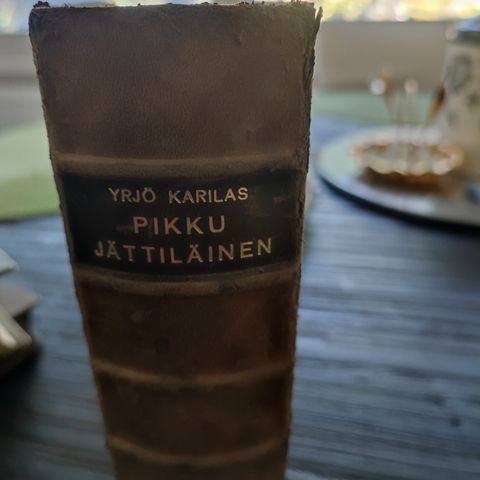 YRJÖ KARILAS
PIKKU
JÄTTILÄINEN